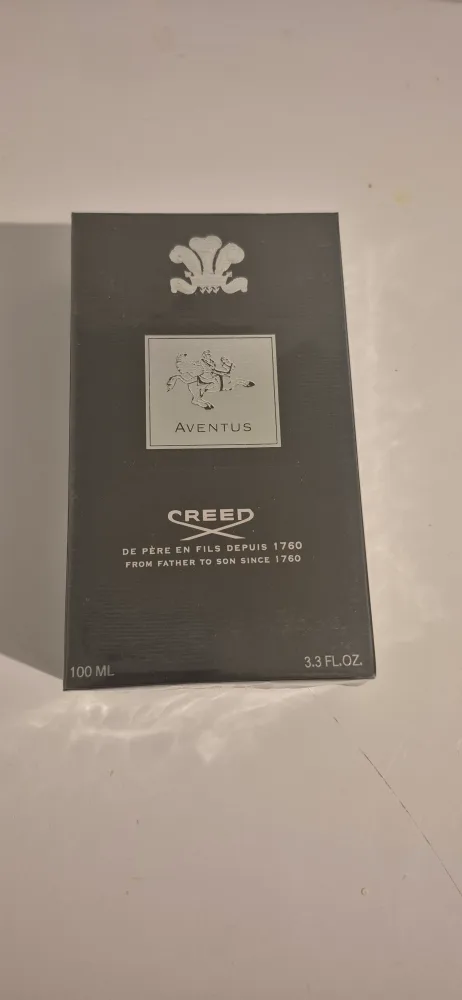 AVENTUS
CREED
DE PÈRE EN FILS DEPUIS 1760
FROM FATHER TO SON SINCE 1760
100 ML
3.3 FL.OZ.